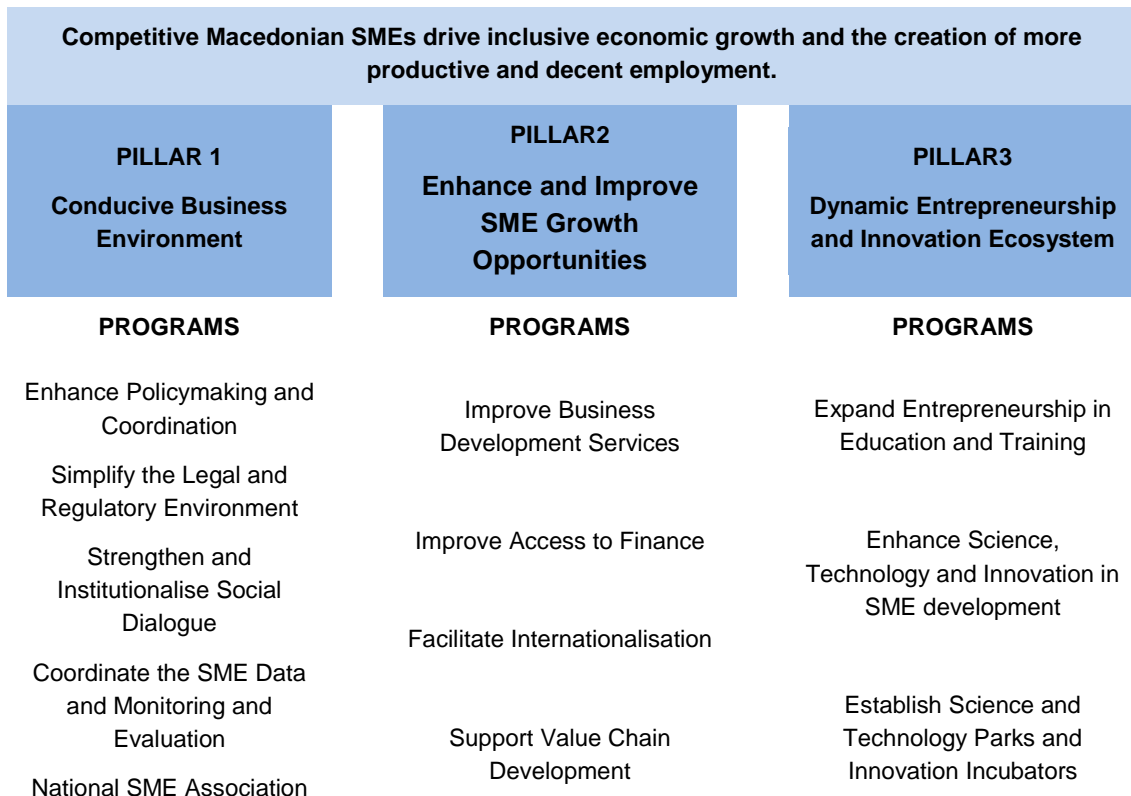 Competitive Macedonian SMEs drive inclusive economic growth and the creation of more
productive and decent employment.
PILLAR 1
Conducive Business
Environment
PROGRAMS
Enhance Policymaking and
Coordination
Simplify the Legal and
Regulatory Environment
Strengthen and
Institutionalise Social
Dialogue
Coordinate the SME Data
and Monitoring and
Evaluation
National SME Association
PILLAR2
Enhance and Improve
SME Growth
Opportunities
PROGRAMS
Improve Business
Development Services
Improve Access to Finance
Facilitate Internationalisation
Support Value Chain
Development
PILLAR3
Dynamic Entrepreneurship
and Innovation Ecosystem
PROGRAMS
Expand Entrepreneurship in
Education and Training
Enhance Science,
Technology and Innovation in
SME development
Establish Science and
Technology Parks and
Innovation Incubators